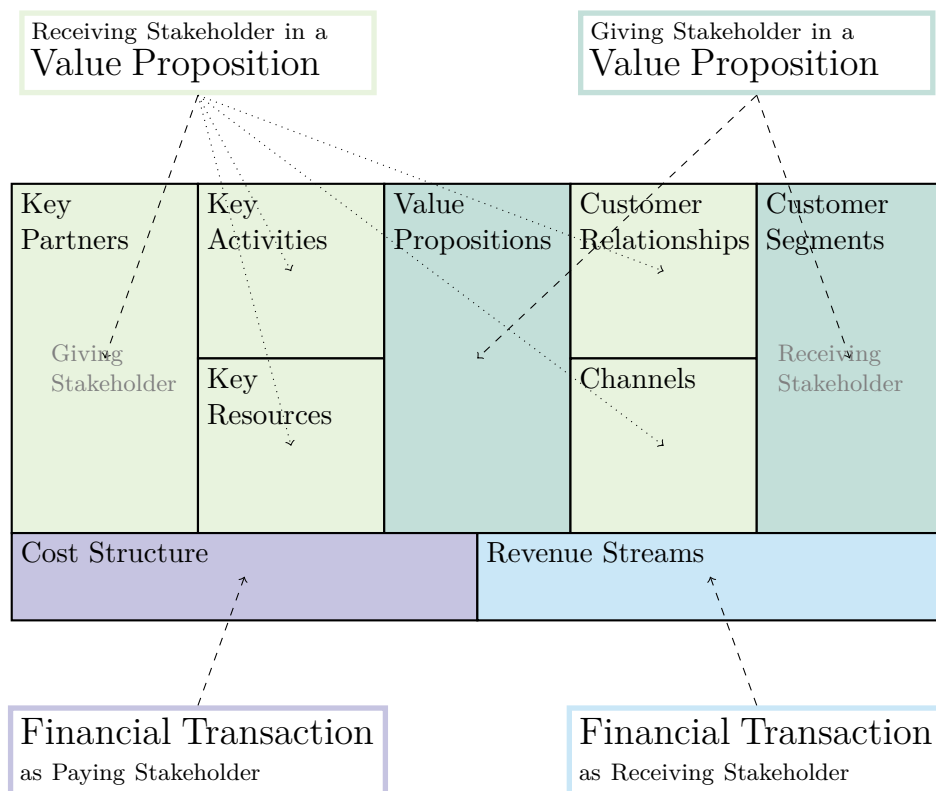 Receiving Stakeholder in a
Value Proposition
Giving Stakeholder in a
Value Proposition
Key
Partners
Key
Activities
Value
Propositions
Customer
Relationships
Customer
Segments
Giving
Stakeholder
Receiving
Stakeholder
Key
Resources
Channels
Cost Structure
Revenue Streams
Financial Transaction
as Paying Stakeholder
Financial Transaction
as Receiving Stakeholder